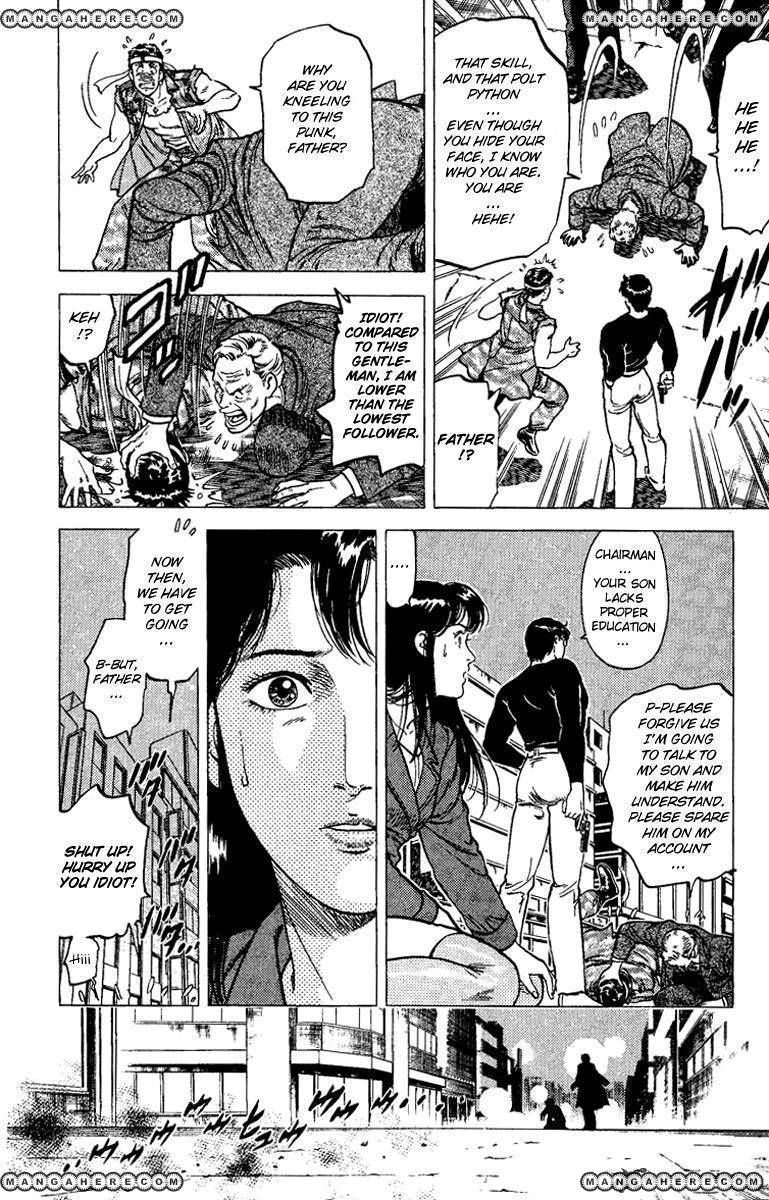 MANGAHERE.COM
MANGAHERE.COM
HE
HE
HE
...!
THAT SKILL,
AND THAT POLT
PYTHON
...
EVEN THOUGH
YOU HIDE YOUR
FACE, I KNOW
WHO YOU ARE.
YOU ARE
...
HEHE!
FATHER
!?
WHY
ARE YOU
KNEELING
TO THIS
PUNK,
FATHER?
IDIOT!
COMPARED
TO THIS
GENTLE-
MAN, I AM
LOWER
THAN THE
LOWEST
FOLLOWER.
KEH
!?
CHAIRMAN
...
YOUR SON
LACKS
PROPER
EDUCATION
P-PLEASE
FORGIVE US
I'M GOING
TO TALK TO
MY SON AND
MAKE HIM
UNDERSTAND.
PLEASE SPARE
HIM ON MY
ACCOUNT
...
....
NOW
THEN,
WE HAVE
TO GET
GOING
...
B-BUT,
FATHER
...
SHUT UP!
HURRY UP
YOU IDIOT!
Hiii
MANGAHERE.COM
MANGAHERE.COM